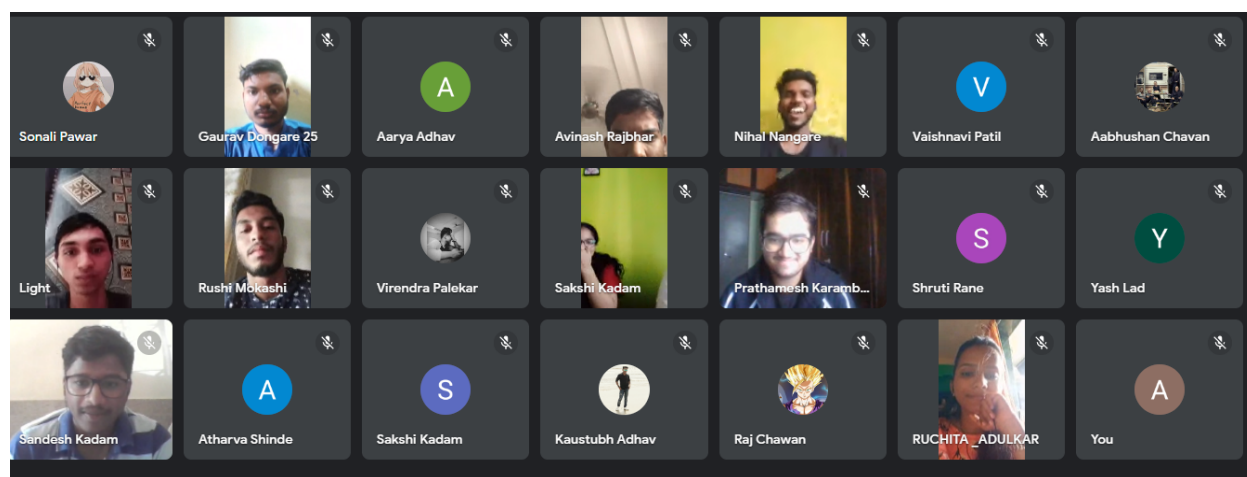 Sonali Pawar
Gaurav Dongare 25
A
Aarya Adhav
Avinash Rajbhar
Nihal Nangare
V
Vaishnavi Patil
Aabhushan Chavan
Light
Rushi Mokashi
Virendra Palekar
Sakshi Kadam
Prathamesh Karamb...
S
Shruti Rane
Y
Yash Lad
Sandesh Kadam
A
Atharva Shinde
S
Sakshi Kadam
Kaustubh Adhav
Raj Chawan
RUCHITA _ADULKAR
A
You